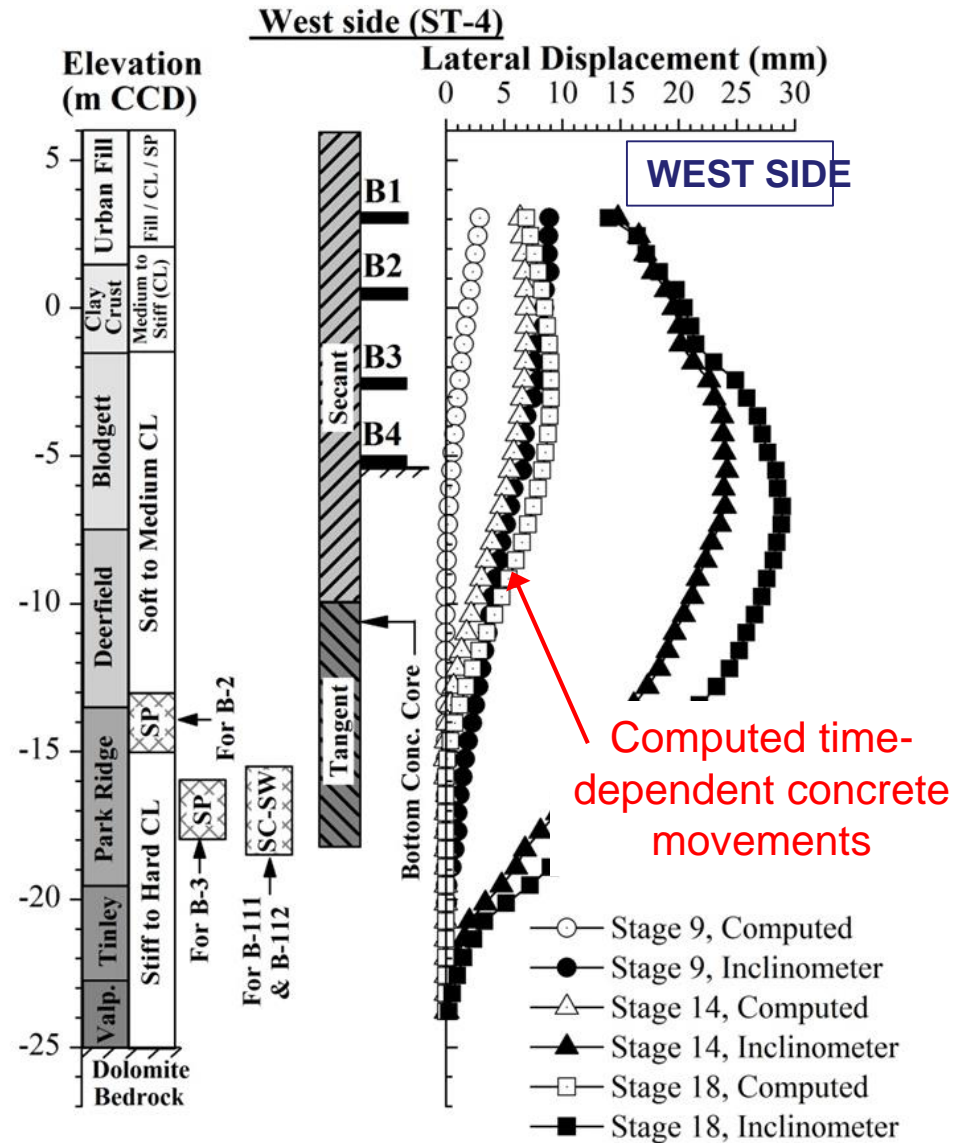 West side (ST-4)
Elevation
(m CCD)
Lateral Displacement (mm)
0 5 10 15 20 25 30
WEST SIDE
5
0
-5
-10
-15
-20
-25
Urban Fill
Clay
Crust
Blodgett
Deerfield
Park Ridge
Tinley
Valp.
Fill / CL / SP
Medium to
Stiff (CL)
Soft to Medium CL
SP
Stiff to Hard CL
Dolomite
Bedrock
For B-2
SP
For B-3
SC-SW
For B-111
& B-112
Secant
Tangent
B1
B2
B3
B4
Bottom Conc. Core
Computed time-
dependent concrete
movements
Stage 9, Computed
Stage 9, Inclinometer
Stage 14, Computed
Stage 14, Inclinometer
Stage 18, Computed
Stage 18, Inclinometer